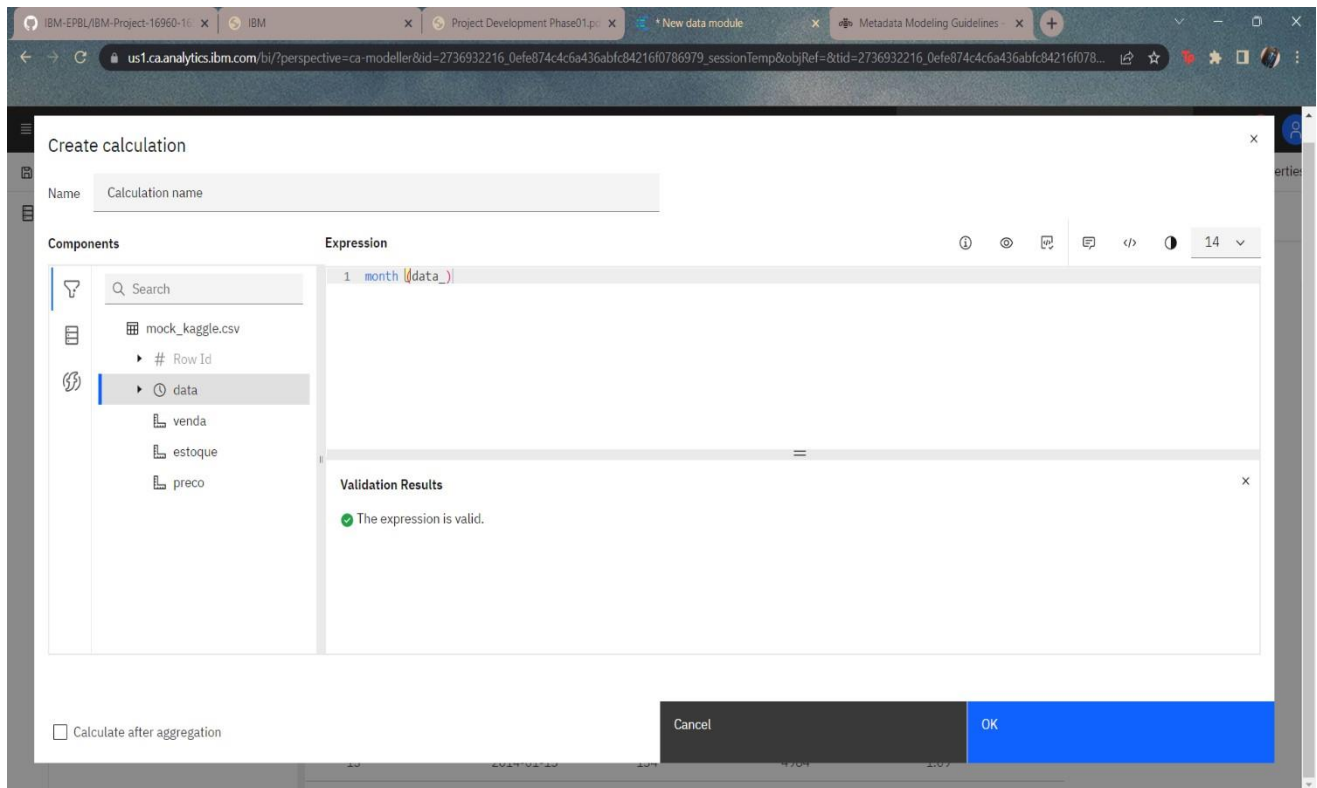 IBM-EPBL/IBM-Project-16960-16
IBM
Project Development Phase01.p
* New data module
Metadata Modeling Guidelines -
us1.ca.analytics.ibm.com/bi/?perspective=ca-modeller&id=2736932216_0efe874c4c6a436abfc84216f0786979_sessionTemp&objRef=&tid=2736932216_0efe874c4c6a436abfc84216f078...
Create calculation
erties
Name Calculation name
Components
Expression
14
1 month (data_)
Search
mock_kaggle.csv
# Row Id
data
venda
estoque
preco
Validation Results
The expression is valid.
Calculate after aggregation
Cancel
OK